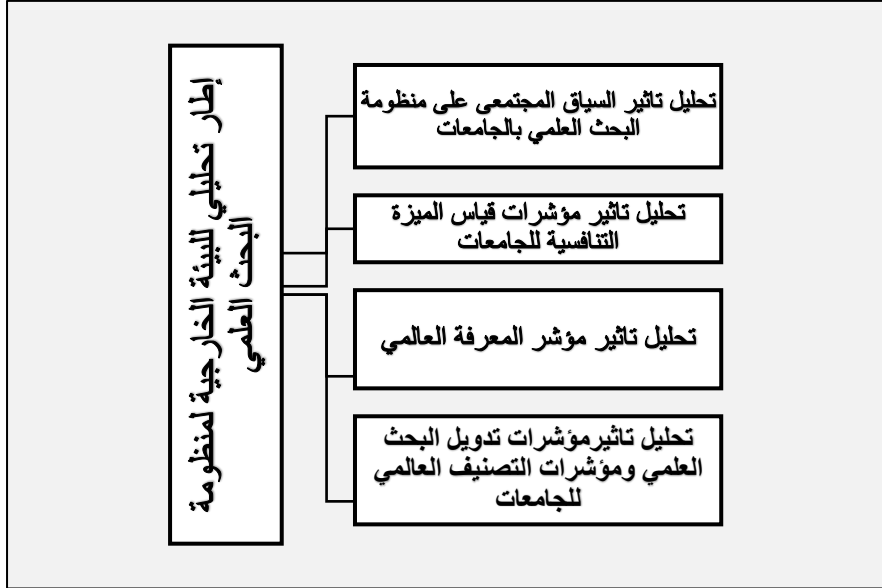 إطار تحليلي للبيئة الخارجية لمنظومة
البحث العلمي
تحليل تاثير السياق المجتمعى على منظومة
البحث العلمي بالجامعات
تحليل تاثير مؤشرات قياس الميزة
التنافسية للجامعات
تحليل تاثير مؤشر المعرفة العالمي
تحليل تاثيرمؤشرات تدويل البحث
العلمي ومؤشرات التصنيف العالمي
للجامعات